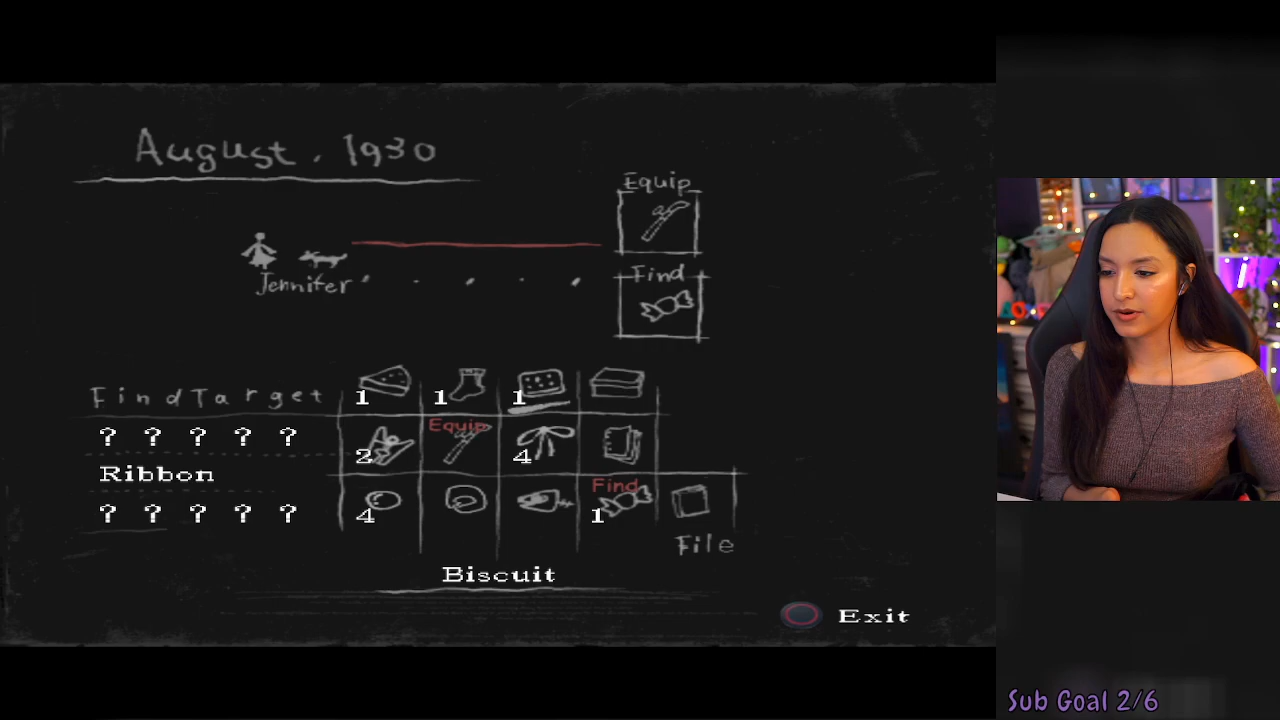 August. 1930
Equip
Jennifer
Find
FindTarget
1 1 1
? ? ? ? ?
Equip
2 4
Ribbon
Find
? ? ? ? ?
4 1
File
Biscuit
Exit
Sub Goal 2/6